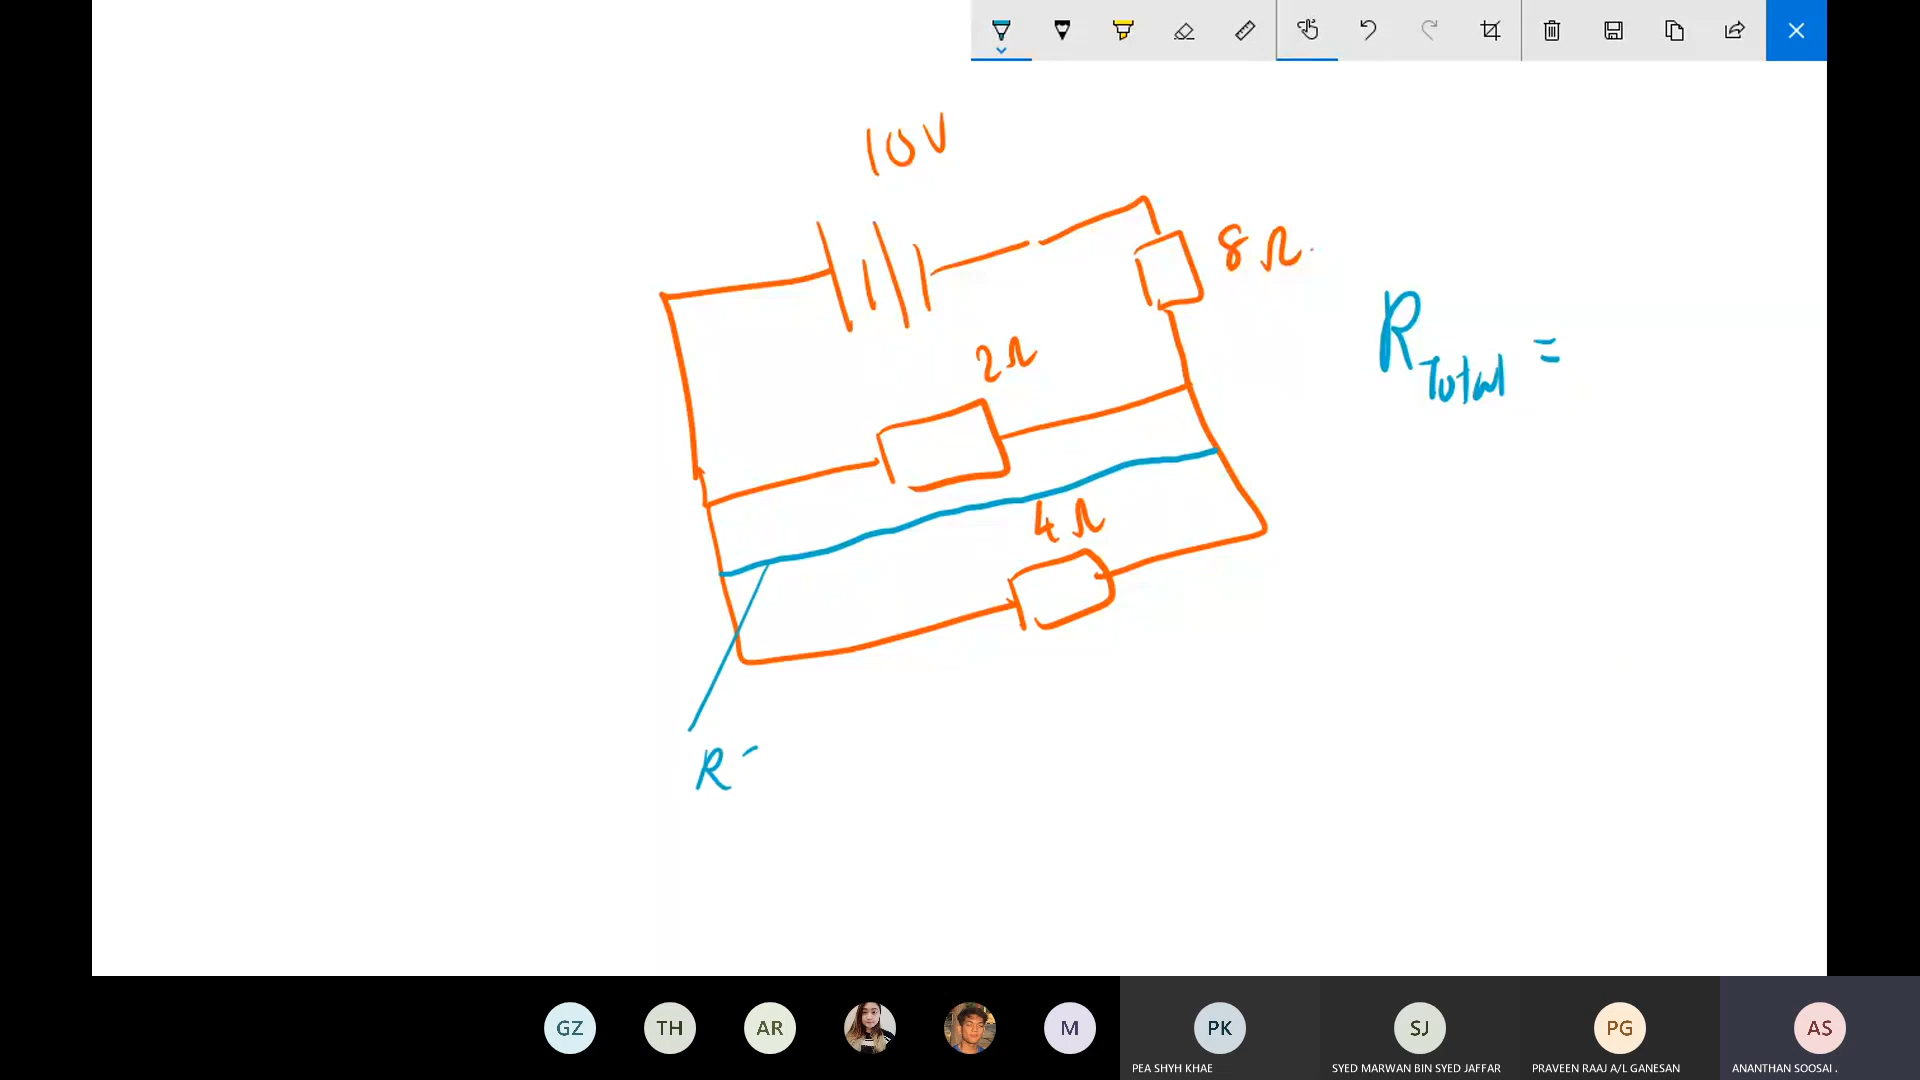 10V
8Ω
2Ω
R Total =
4Ω
R
GZ
TH
AR
M
PK
SJ
PG
AS
PEA SHYH KHAE
SYED MARWAN BIN SYED JAFFAR
PRAVEEN RAAJ A/L GANESAN
ANANTHAN SOOSAI .